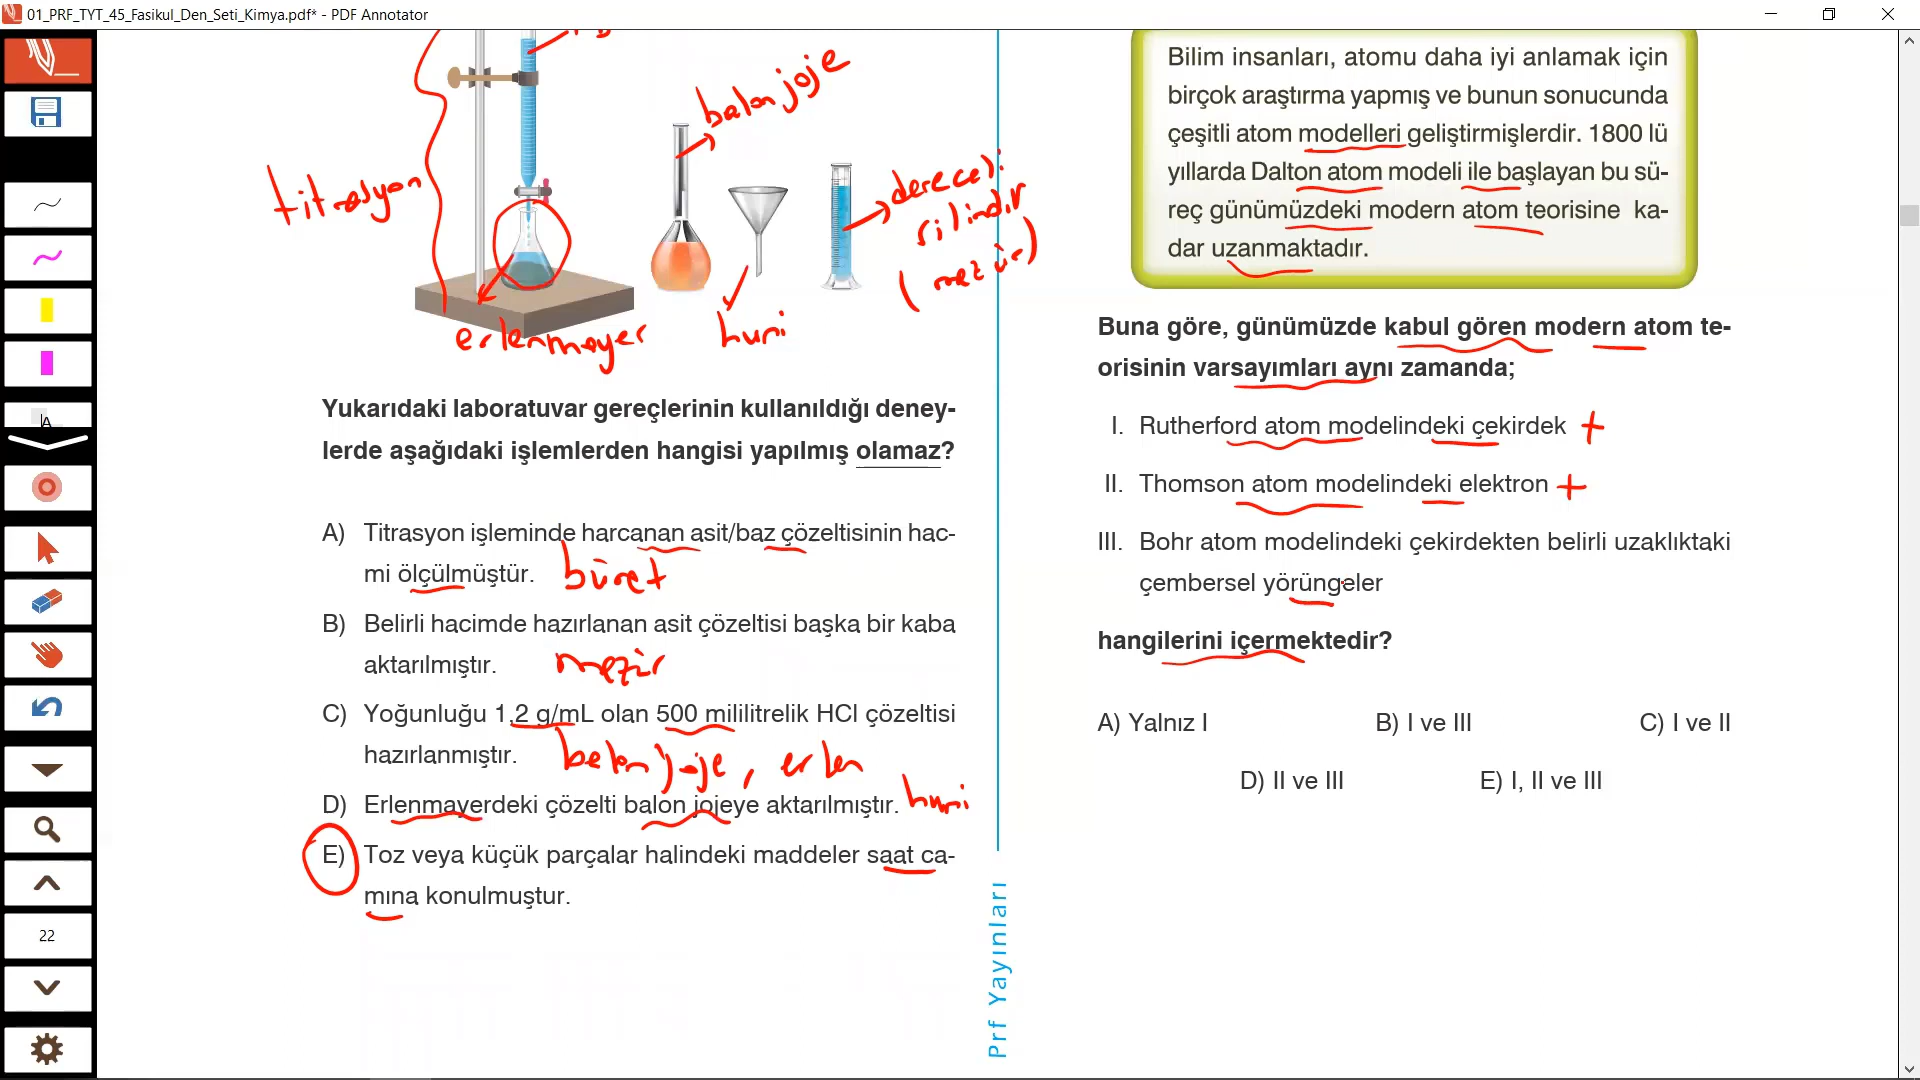 01_PRF_TYT_45_Fasikul_Den_Seti_Kimya.pdf* - PDF Annotator
balon joje
titrasyon
dereceli
silindir
(mezür)
erlenmayer
huni
Yukarıdaki laboratuvar gereçlerinin kullanıldığı deney-
lerde aşağıdaki işlemlerden hangisi yapılmış olamaz?
A) Titrasyon işleminde harcanan asit/baz çözeltisinin hac-
mi ölçülmüştür. büret
B) Belirli hacimde hazırlanan asit çözeltisi başka bir kaba
aktarılmıştır. mezür
C) Yoğunluğu 1,2 g/mL olan 500 mililitrelik HCl çözeltisi
hazırlanmıştır. balon joje, erlen
D) Erlenmayerdeki çözelti balon jojeye aktarılmıştır. huni
E) Toz veya küçük parçalar halindeki maddeler saat ca-
mına konulmuştur.
Prf Yayınları
Bilim insanları, atomu daha iyi anlamak için
birçok araştırma yapmış ve bunun sonucunda
çeşitli atom modelleri geliştirmişlerdir. 1800 lü
yıllarda Dalton atom modeli ile başlayan bu sü-
reç günümüzdeki modern atom teorisine ka-
dar uzanmaktadır.
Buna göre, günümüzde kabul gören modern atom te-
orisinin varsayımları aynı zamanda;
I. Rutherford atom modelindeki çekirdek +
II. Thomson atom modelindeki elektron +
III. Bohr atom modelindeki çekirdekten belirli uzaklıktaki
çembersel yörüngeler
hangilerini içermektedir?
A) Yalnız I B) I ve III C) I ve II
D) II ve III E) I, II ve III
A
22